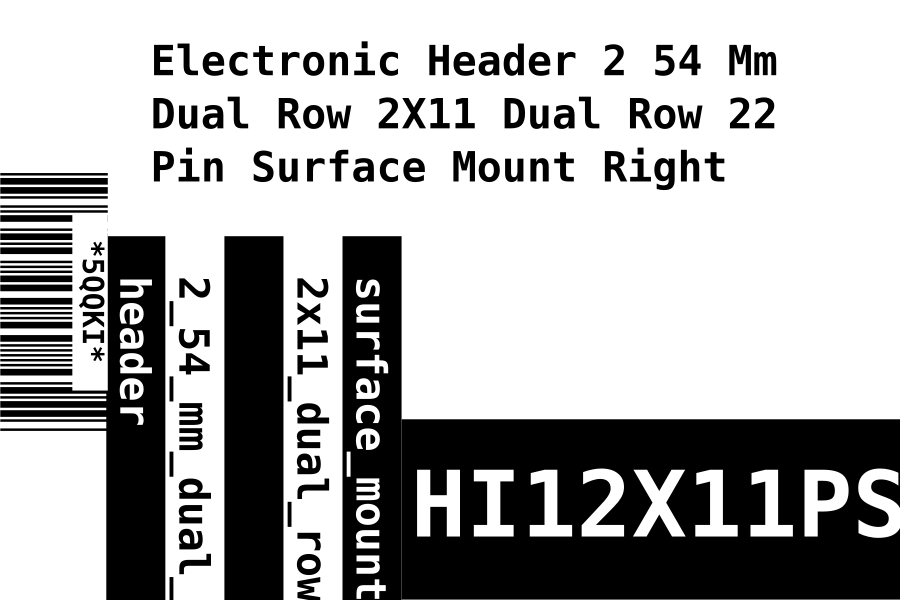 Electronic Header 2 54 Mm
Dual Row 2X11 Dual Row 22
Pin Surface Mount Right
*5QQKI*
header
2_54_mm_dual_
2x11_dual_row
surface_mount
HI12X11PS